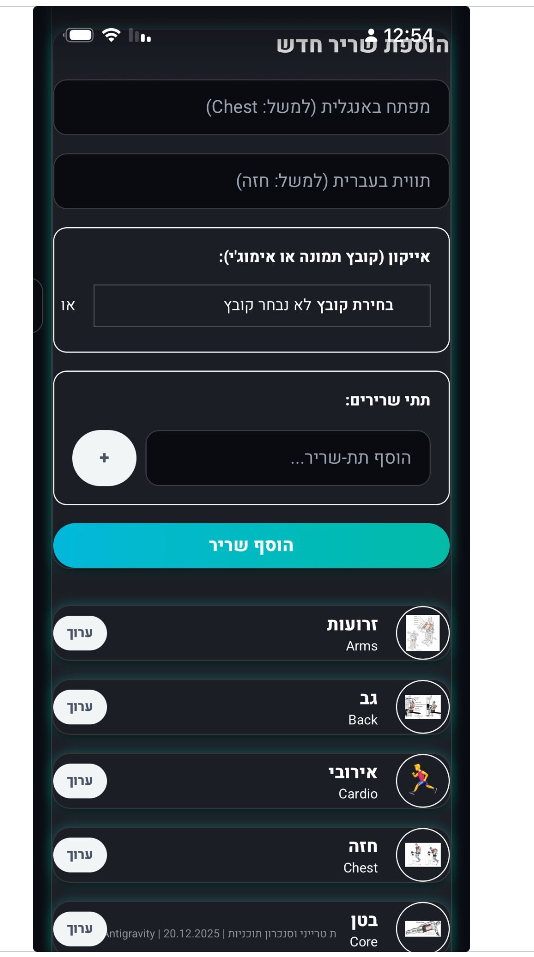 12:54
הוספת שריר חדש
מפתח באנגלית (למשל: Chest)
תווית בעברית (למשל: חזה)
אייקון (קובץ תמונה או אימוג'י):
בחירת קובץ לא נבחר קובץ
או
תתי שרירים:
הוסף תת-שריר...
+
הוסף שריר
זרועות
Arms
ערוך
גב
Back
ערוך
אירובי
Cardio
ערוך
חזה
Chest
ערוך
בטן
Core
ערוך
ת טרייני וסנכרון תוכניות | 20.12.2025 | ntigravity